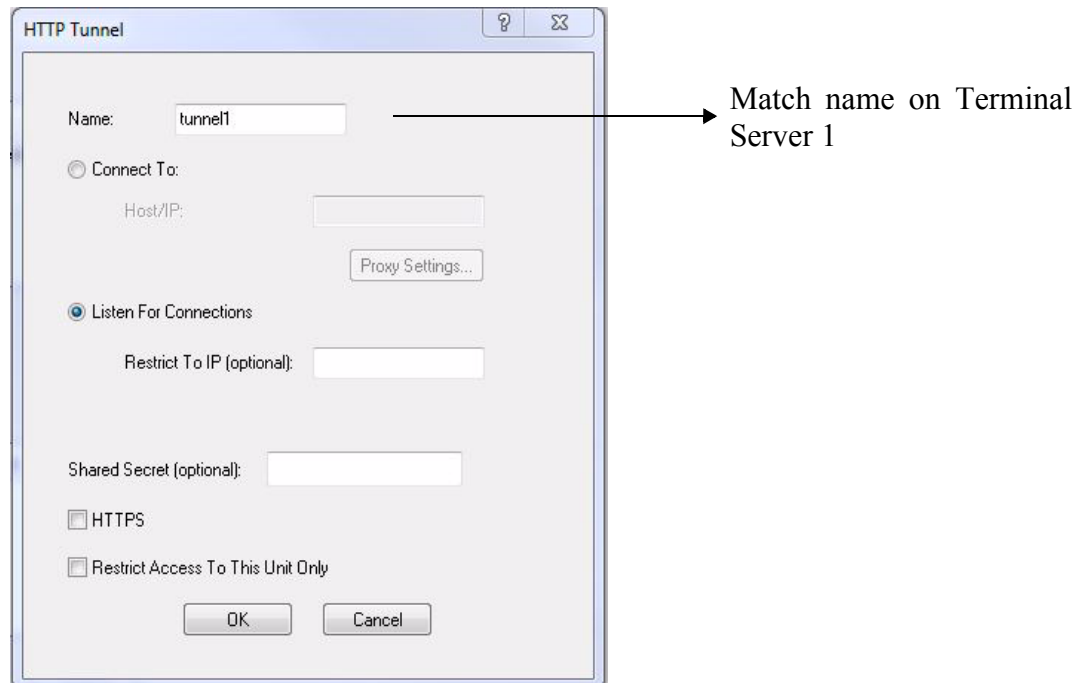 HTTP Tunnel
Name: tunnel1
Match name on Terminal
Server 1
Connect To:
Host/IP:
Proxy Settings...
Listen For Connections
Restrict To IP (optional):
Shared Secret (optional):
HTTPS
Restrict Access To This Unit Only
OK Cancel